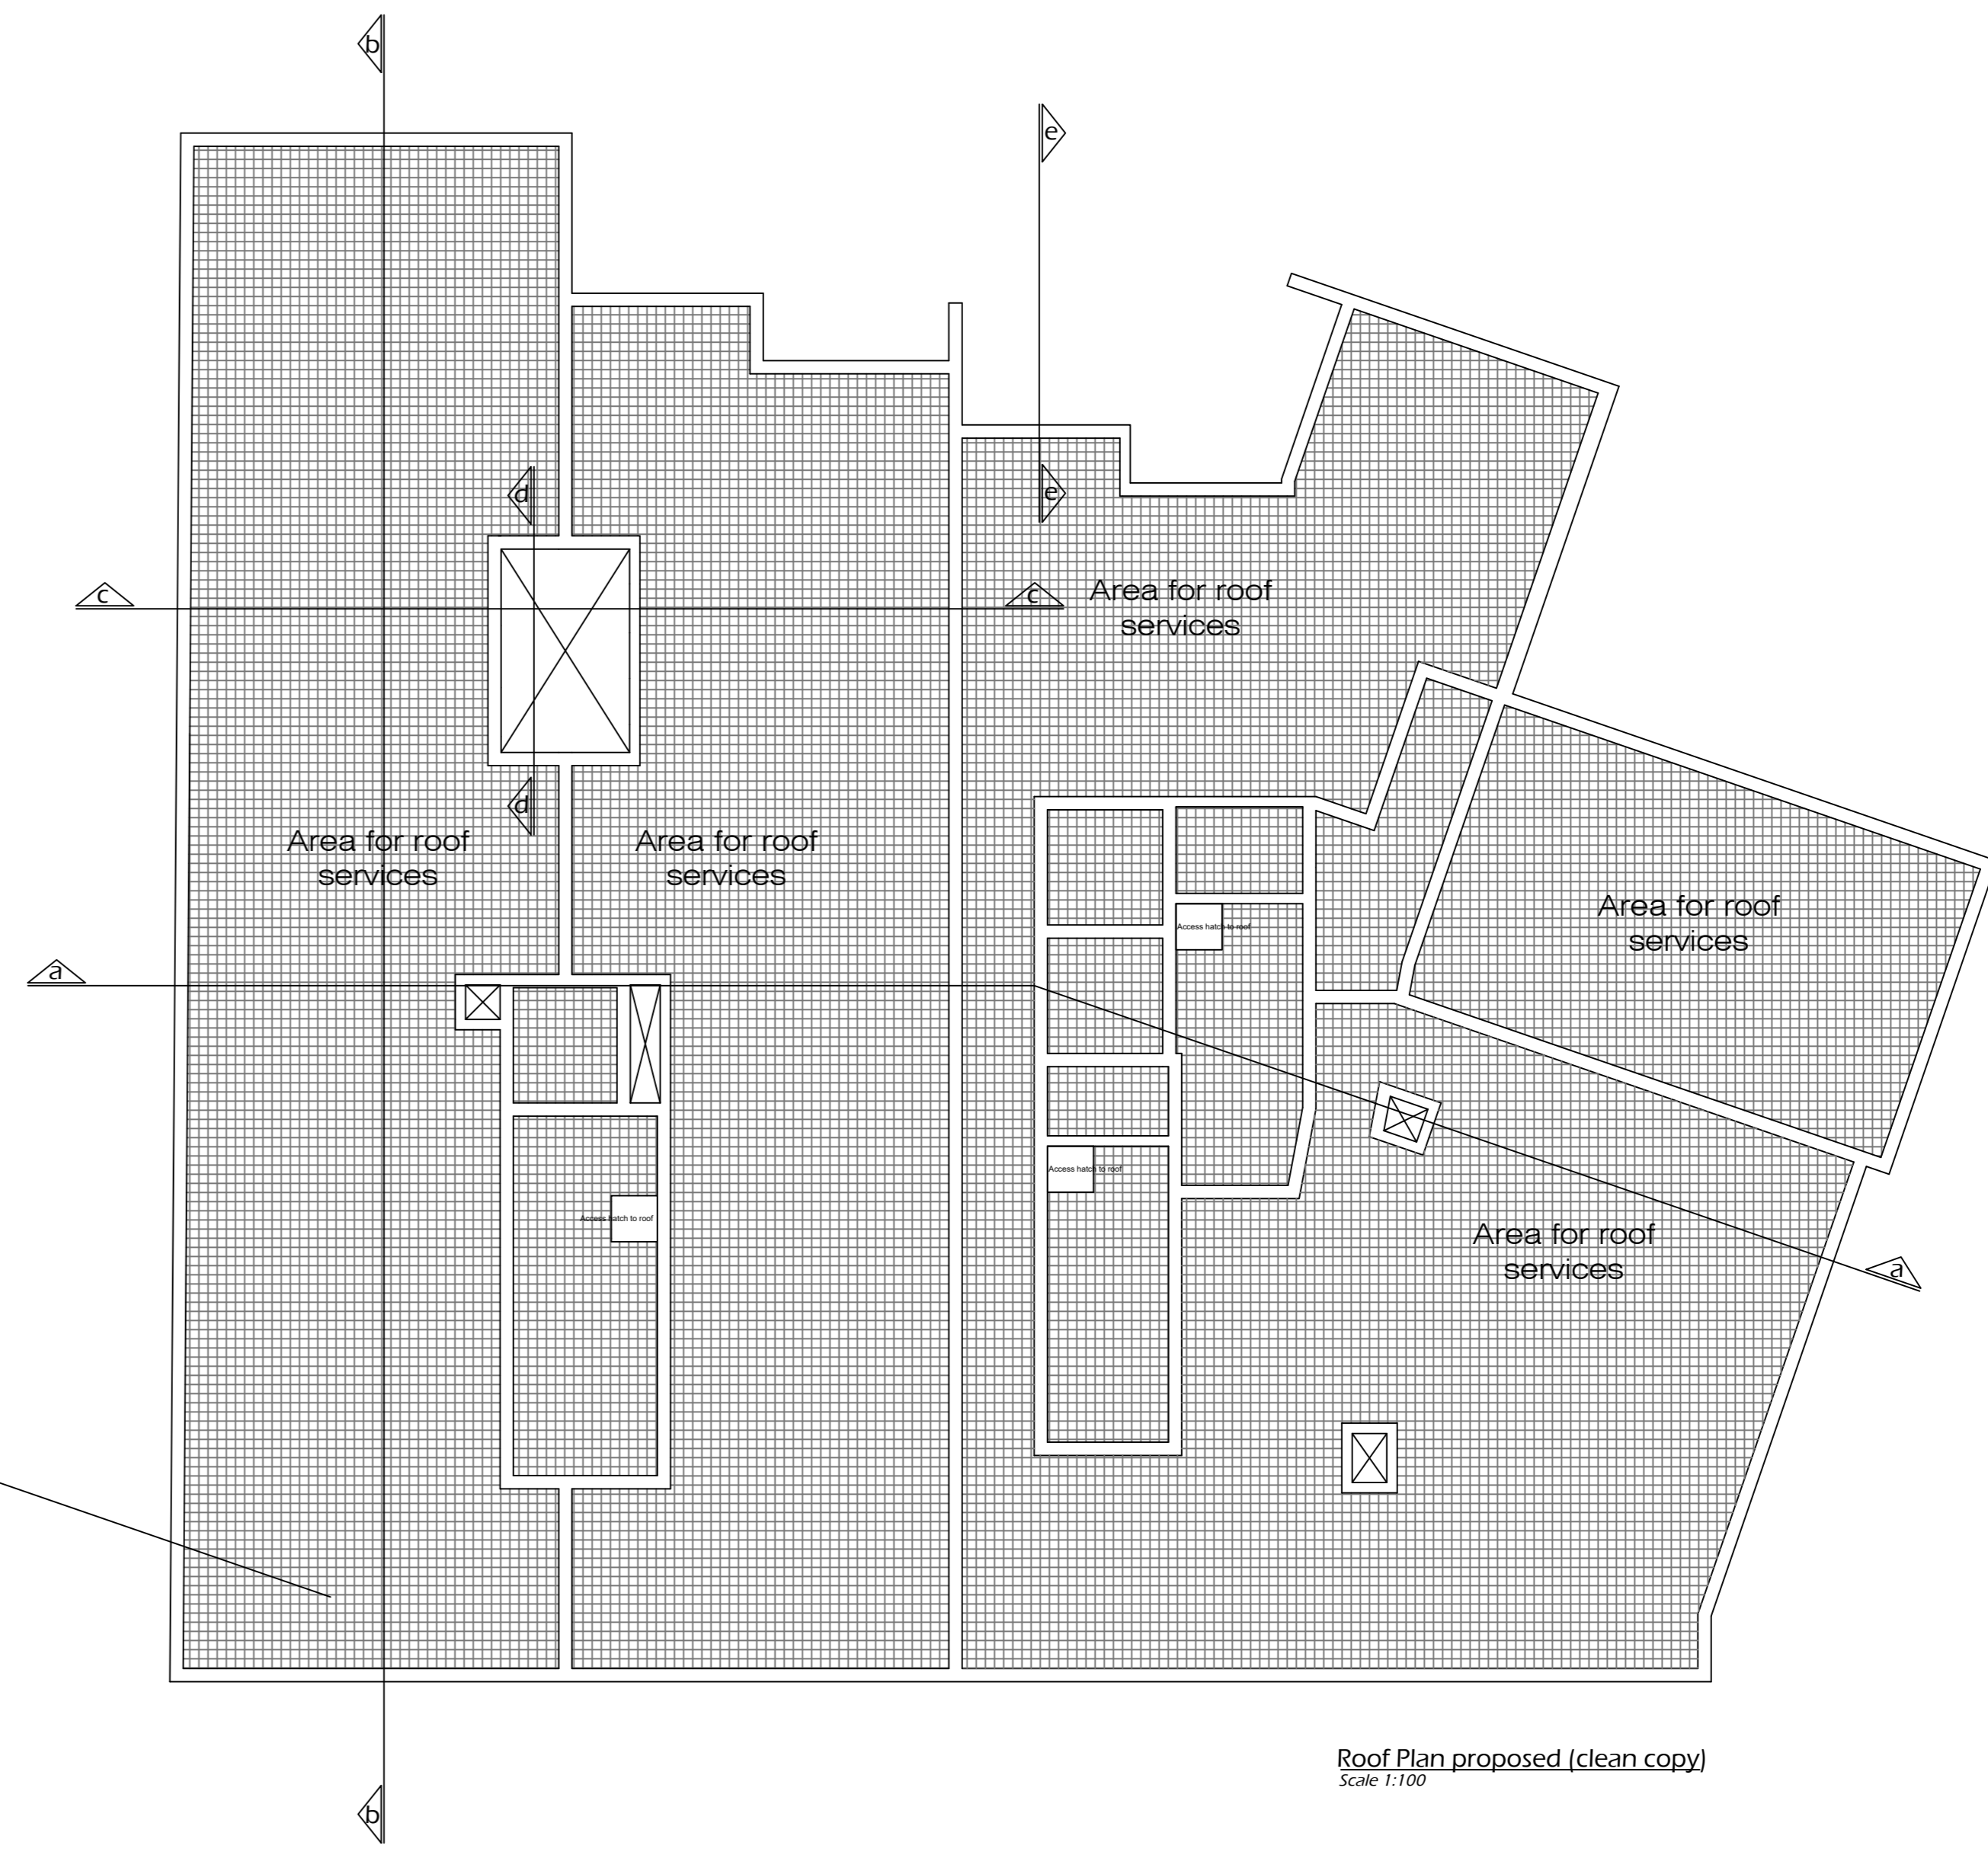 b
e
d
e
c
c
Area for roof
services
d
Area for roof
services
Area for roof
services
Area for roof
services
Access hatch to roof
a
Access hatch to roof
Access hatch to roof
Area for roof
services
a
Roof Plan proposed (clean copy)
Scale 1:100
b